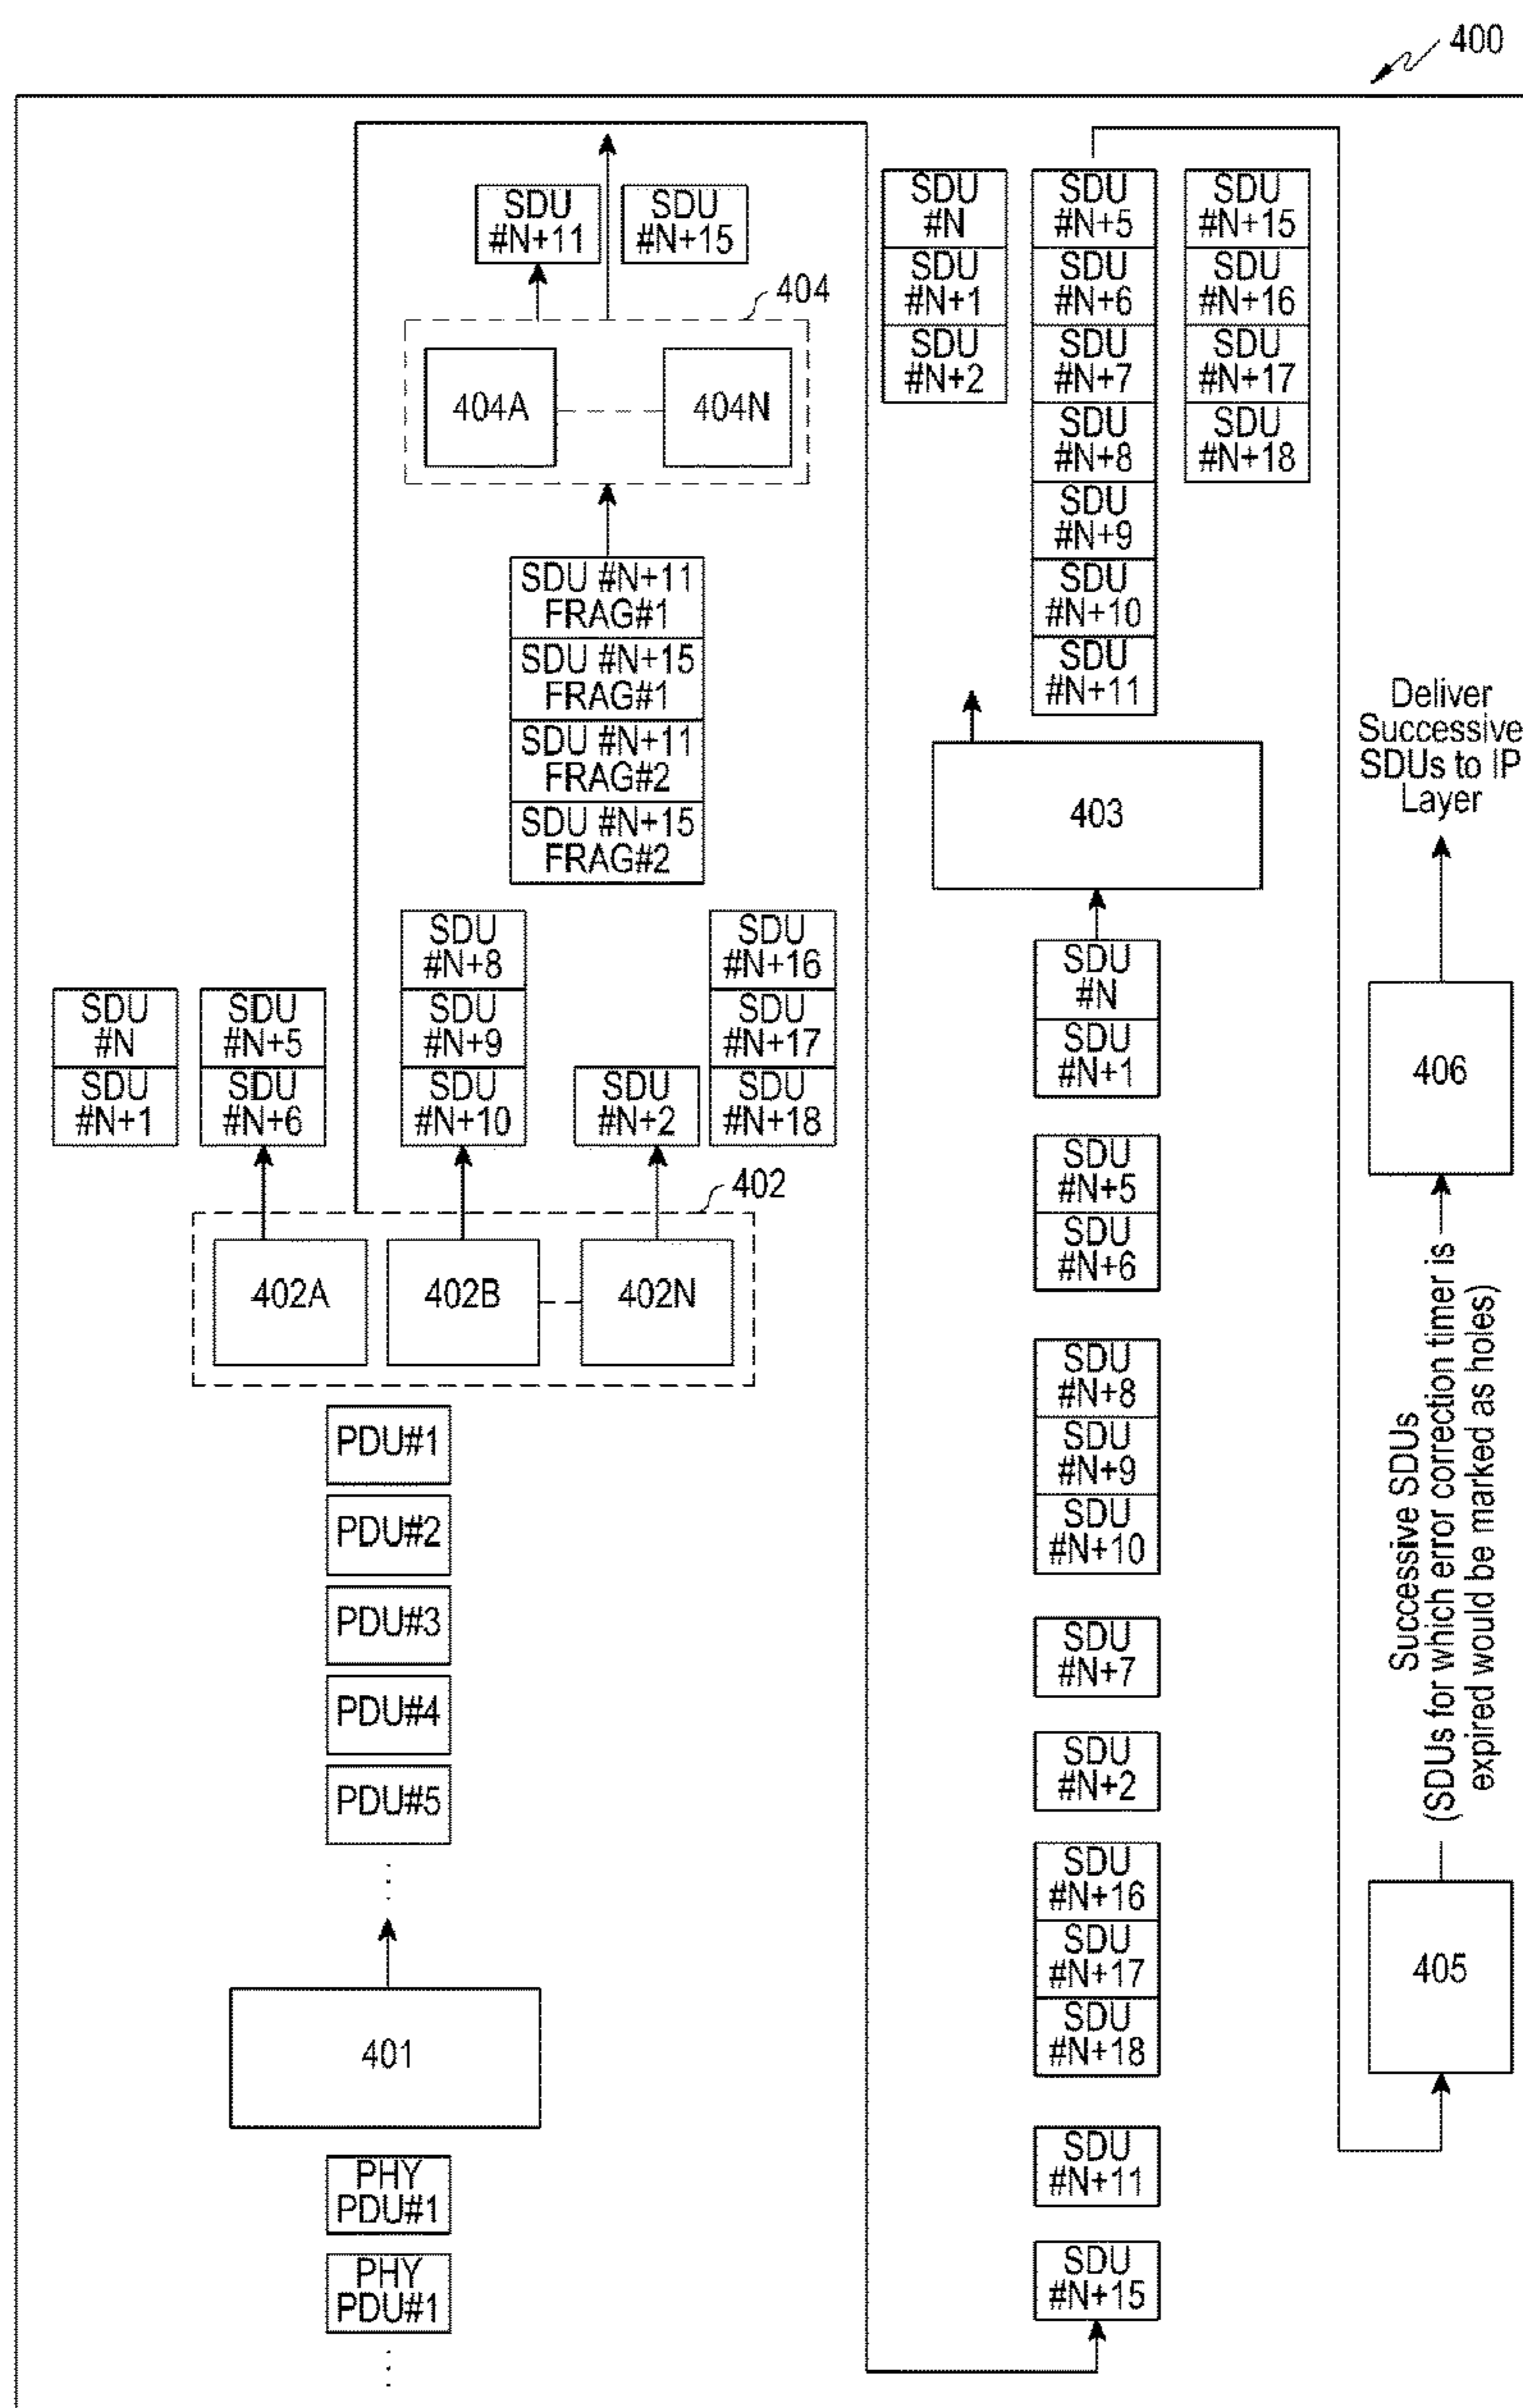 400
SDU
#N+11
SDU
#N+15
404
404A
404N
SDU #N+11
FRAG#1
SDU #N+15
FRAG#1
SDU #N+11
FRAG#2
SDU #N+15
FRAG#2
SDU
#N
SDU
#N+1
SDU
#N+5
SDU
#N+6
SDU
#N+8
SDU
#N+9
SDU
#N+10
SDU
#N+2
SDU
#N+16
SDU
#N+17
SDU
#N+18
402
402A
402B
402N
PDU#1
PDU#2
PDU#3
PDU#4
PDU#5
401
PHY
PDU#1
PHY
PDU#1
SDU
#N
SDU
#N+1
SDU
#N+2
SDU
#N+5
SDU
#N+6
SDU
#N+7
SDU
#N+8
SDU
#N+9
SDU
#N+10
SDU
#N+11
SDU
#N+15
SDU
#N+16
SDU
#N+17
SDU
#N+18
403
SDU
#N
SDU
#N+1
SDU
#N+5
SDU
#N+6
SDU
#N+8
SDU
#N+9
SDU
#N+10
SDU
#N+7
SDU
#N+2
SDU
#N+16
SDU
#N+17
SDU
#N+18
SDU
#N+11
SDU
#N+15
Deliver
Successive
SDUs to IP
Layer
406
Successive SDUs
(SDUs for which error correction timer is
expired would be marked as holes)
405